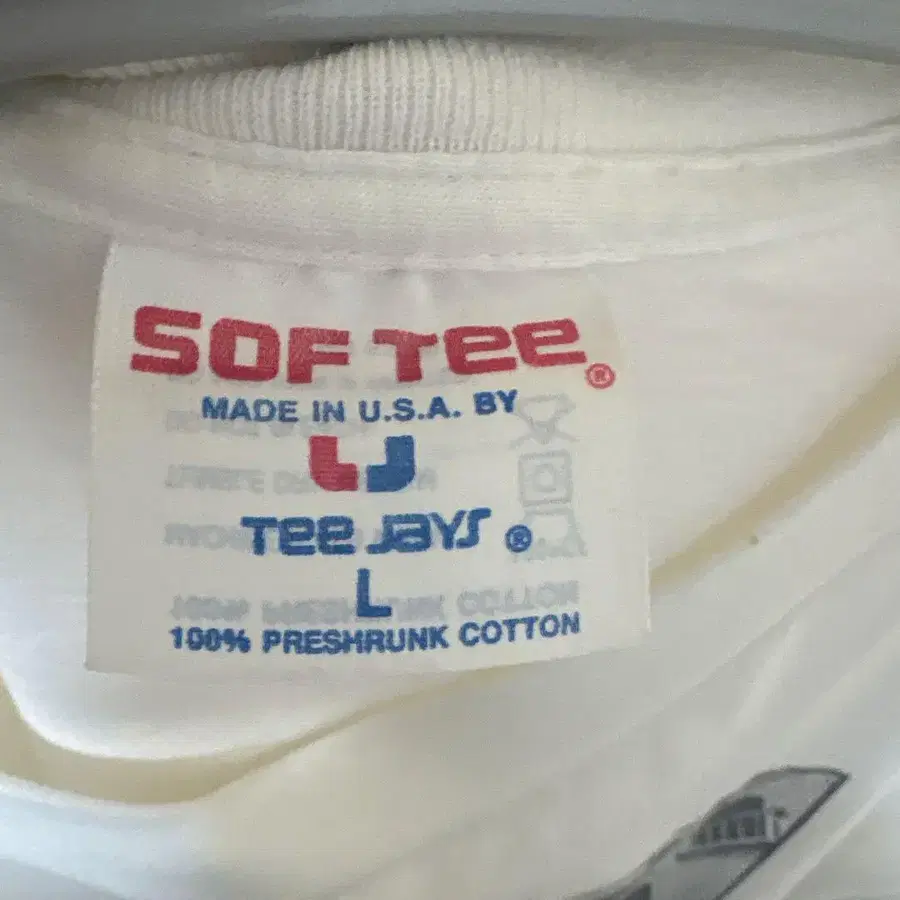 SOF TEE®
MADE IN U.S.A. BY
TEE JAYS®
L
100% PRESHRUNK COTTON